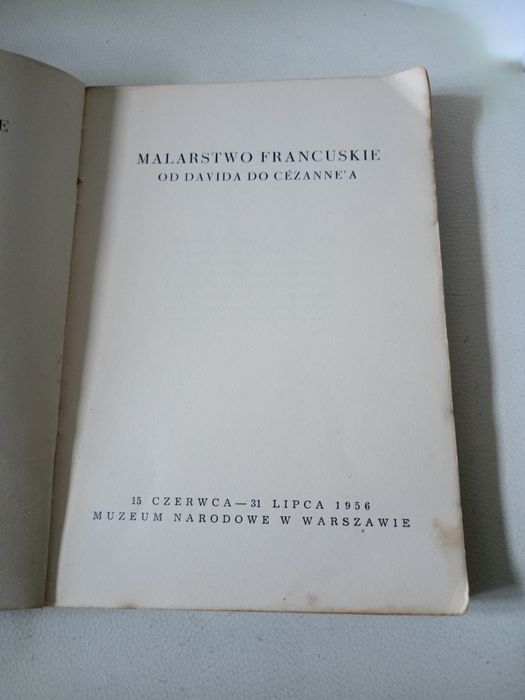 E
MALARSTWO FRANCUSKIE
OD DAVIDA DO CÉZANNE'A
15 CZERWCA—31 LIPCA 1956
MUZEUM NARODOWE W WARSZAWIE